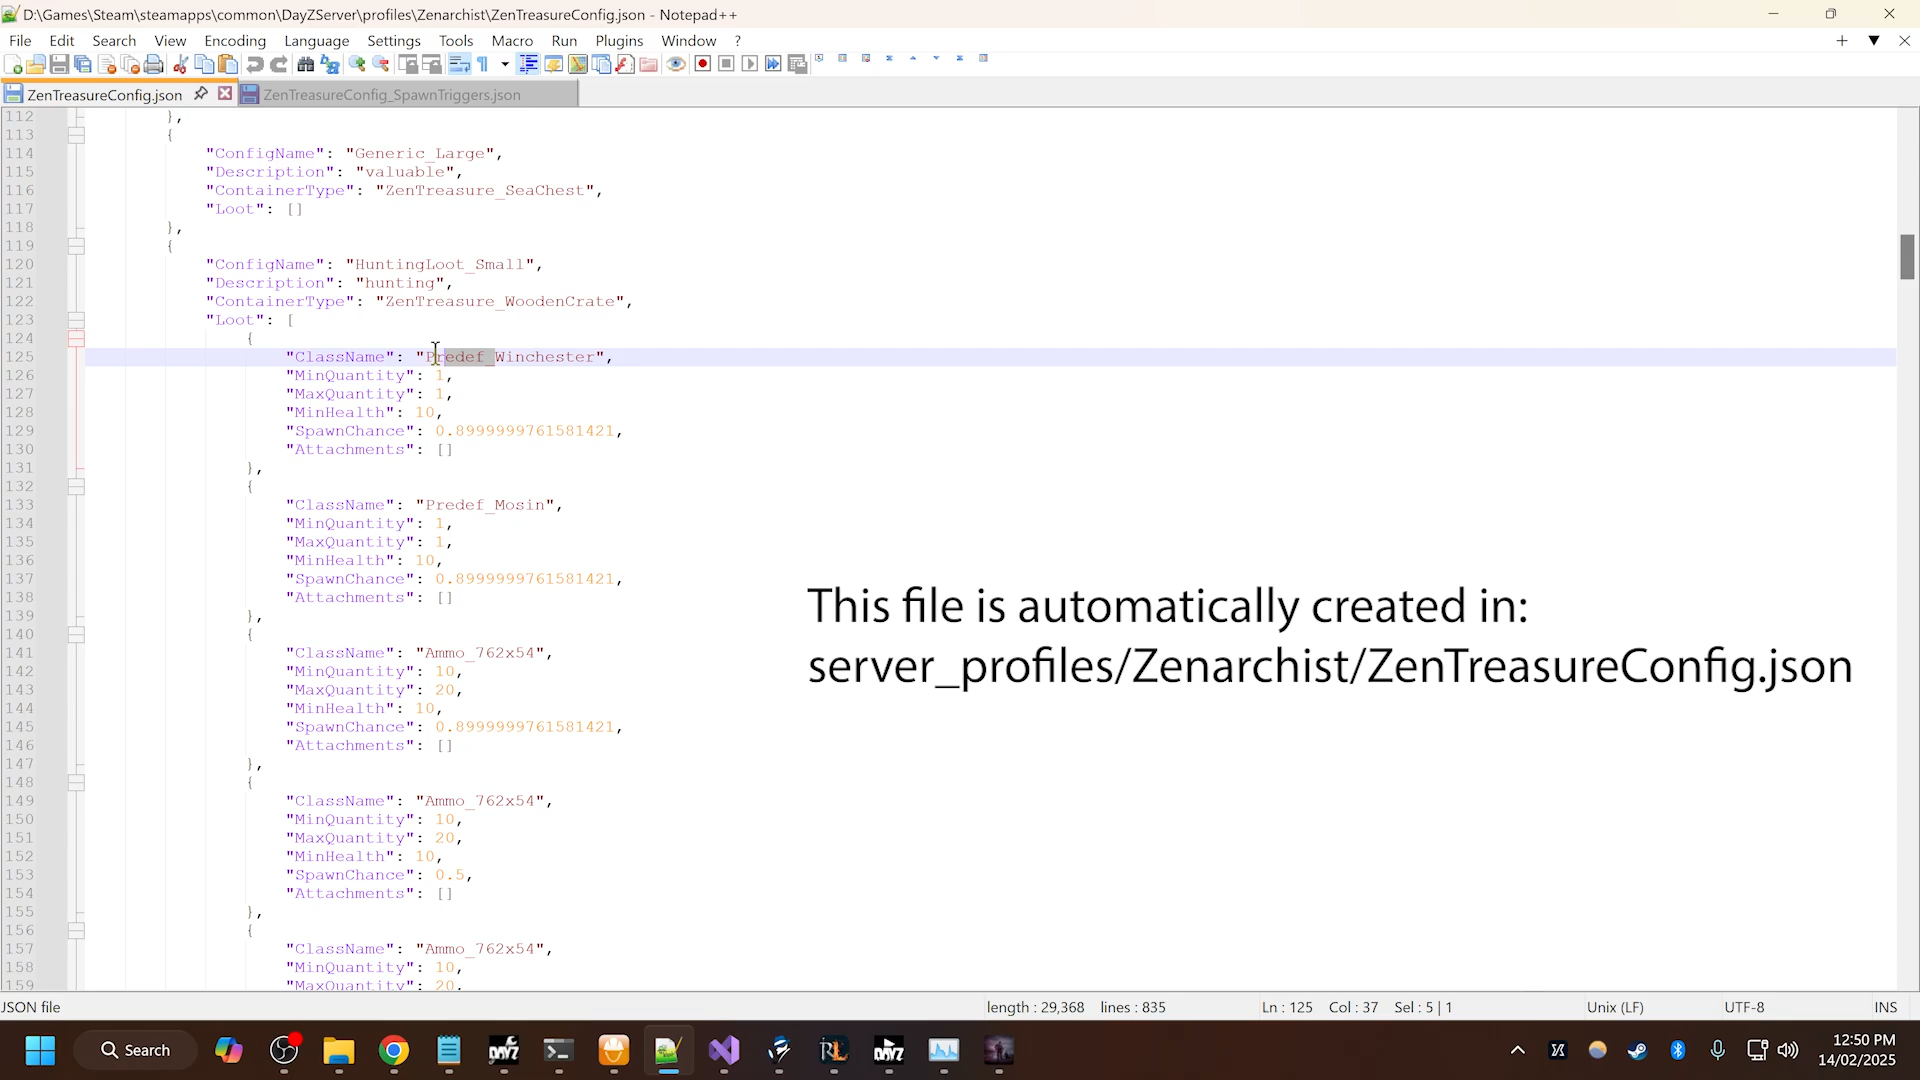 D:\Games\Steam\steamapps\common\DayZServer\profiles\Zenarchist\ZenTreasureConfig.json - Notepad++
File Edit Search View Encoding Language Settings Tools Macro Run Plugins Window ?
ZenTreasureConfig.json ZenTreasureConfig_SpawnTriggers.json
112 },
113 {
114 "ConfigName": "Generic_Large",
115 "Description": "valuable",
116 "ContainerType": "ZenTreasure_SeaChest",
117 "Loot": []
118 },
119 {
120 "ConfigName": "HuntingLoot_Small",
121 "Description": "hunting",
122 "ContainerType": "ZenTreasure_WoodenCrate",
123 "Loot": [
124 {
125 "ClassName": "Predef_Winchester",
126 "MinQuantity": 1,
127 "MaxQuantity": 1,
128 "MinHealth": 10,
129 "SpawnChance": 0.8999999761581421,
130 "Attachments": []
131 },
132 {
133 "ClassName": "Predef_Mosin",
134 "MinQuantity": 1,
135 "MaxQuantity": 1,
136 "MinHealth": 10,
137 "SpawnChance": 0.8999999761581421,
138 "Attachments": []
139 },
140 {
141 "ClassName": "Ammo_762x54",
142 "MinQuantity": 10,
143 "MaxQuantity": 20,
144 "MinHealth": 10,
145 "SpawnChance": 0.8999999761581421,
146 "Attachments": []
147 },
148 {
149 "ClassName": "Ammo_762x54",
150 "MinQuantity": 10,
151 "MaxQuantity": 20,
152 "MinHealth": 10,
153 "SpawnChance": 0.5,
154 "Attachments": []
155 },
156 {
157 "ClassName": "Ammo_762x54",
158 "MinQuantity": 10,
159 "MaxQuantity": 20,
This file is automatically created in:
server_profiles/Zenarchist/ZenTreasureConfig.json
JSON file length : 29,368 lines : 835 Ln : 125 Col : 37 Sel : 5 | 1 Unix (LF) UTF-8 INS
Search
12:50 PM
14/02/2025